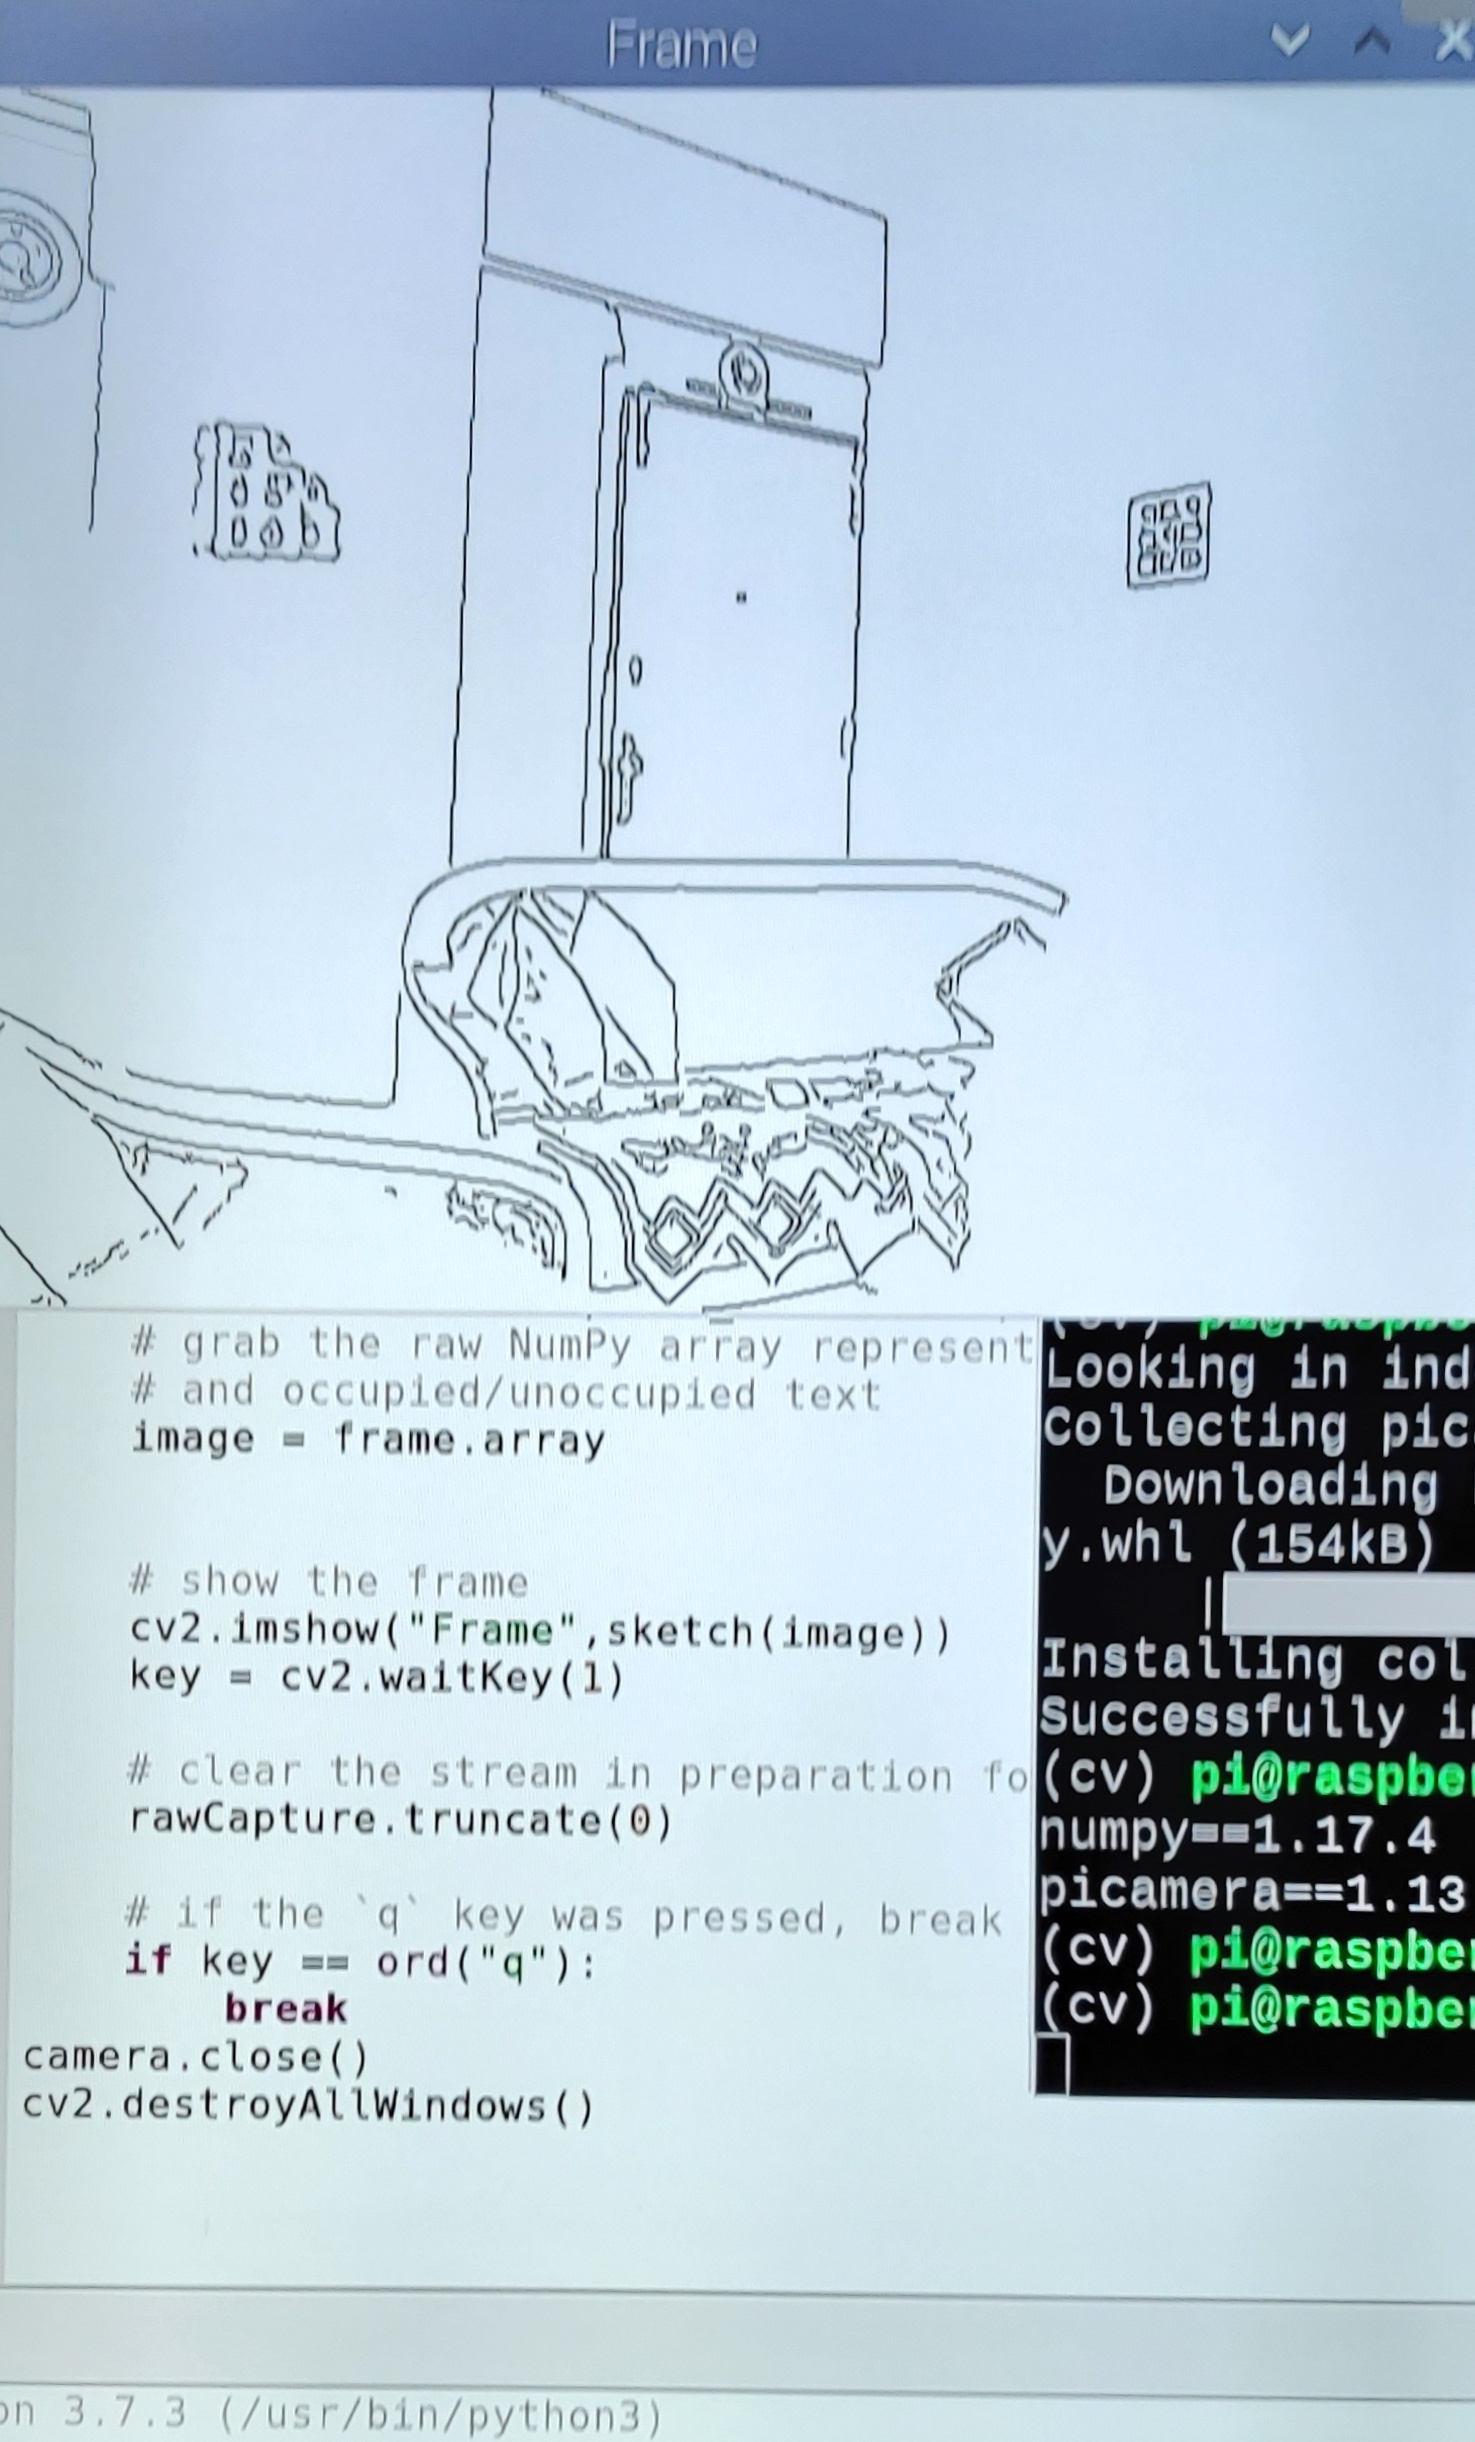 Frame
# grab the raw NumPy array represent
# and occupied/unoccupied text
image = frame.array
# show the frame
cv2.imshow("Frame",sketch(image))
key = cv2.waitKey(1)
# clear the stream in preparation fo
rawCapture.truncate(0)
# if the `q` key was pressed, break
if key == ord("q"):
break
camera.close()
cv2.destroyAllWindows()
Looking in ind
Collecting pic
Downloading
y.whl (154kB)
Installing col
Successfully in
(cv) pi@raspber
numpy==1.17.4
picamera==1.13
(cv) pi@raspber
(cv) pi@raspber
on 3.7.3 (/usr/bin/python3)